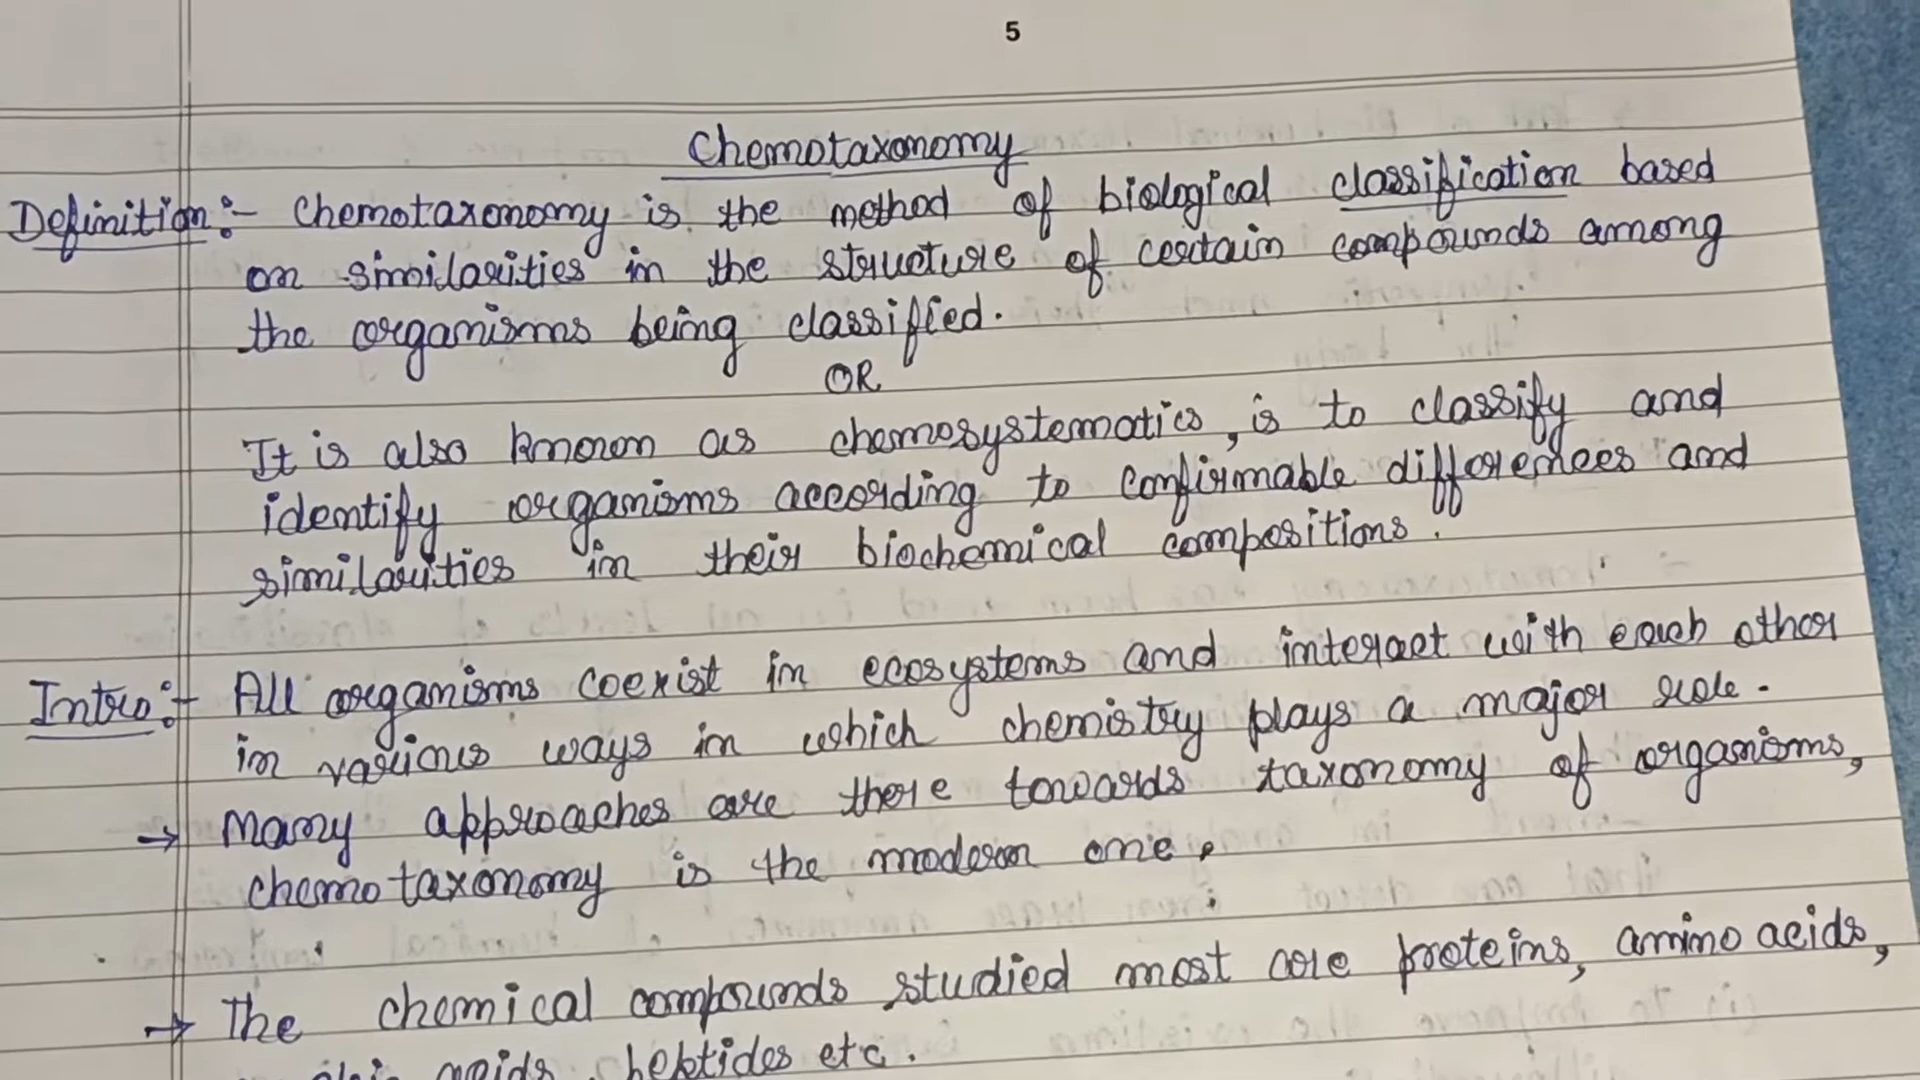 5
Chemotaxonomy
Definition:- Chemotaxonomy is the method of biological classification based
on similarities in the structure of certain compounds among
the organisms being classified.
OR
It is also known as chemosystematics, is to classify and
identify organisms according to confirmable differences and
similarities in their biochemical compositions.
Intro:- All organisms coexist in ecosystems and interact with each other
in various ways in which chemistry plays a major role.
→ Many approaches are there towards taxonomy of organisms,
chemotaxonomy is the modern one.
→ The chemical compounds studied most are proteins, amino acids,
acids, peptides etc.